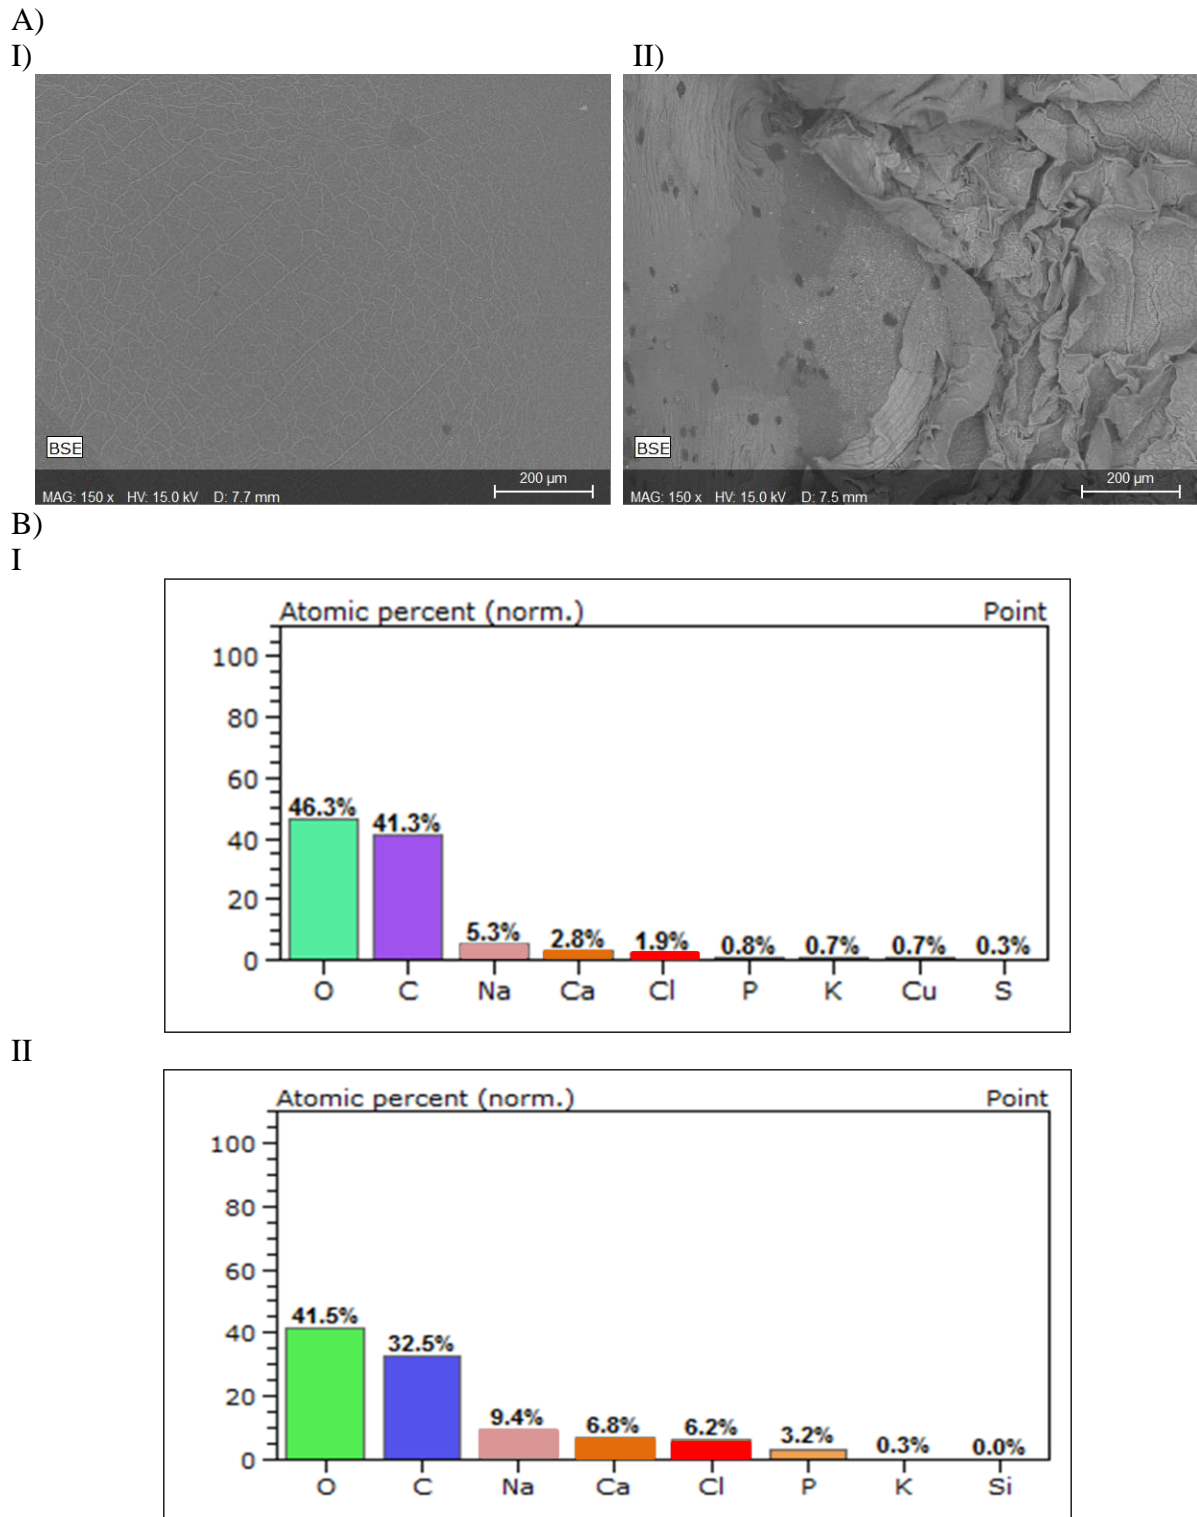 A)
I) II)
BSE BSE
MAG: 150 x HV: 15.0 kV D: 7.7 mm 200 µm MAG: 150 x HV: 15.0 kV D: 7.5 mm 200 µm
B)
I
Atomic percent (norm.) Point
100
80
60
40
20
0
46.3% 41.3% 5.3% 2.8% 1.9% 0.8% 0.7% 0.7% 0.3%
O C Na Ca Cl P K Cu S
II
Atomic percent (norm.) Point
100
80
60
40
20
0
41.5% 32.5% 9.4% 6.8% 6.2% 3.2% 0.3% 0.0%
O C Na Ca Cl P K Si